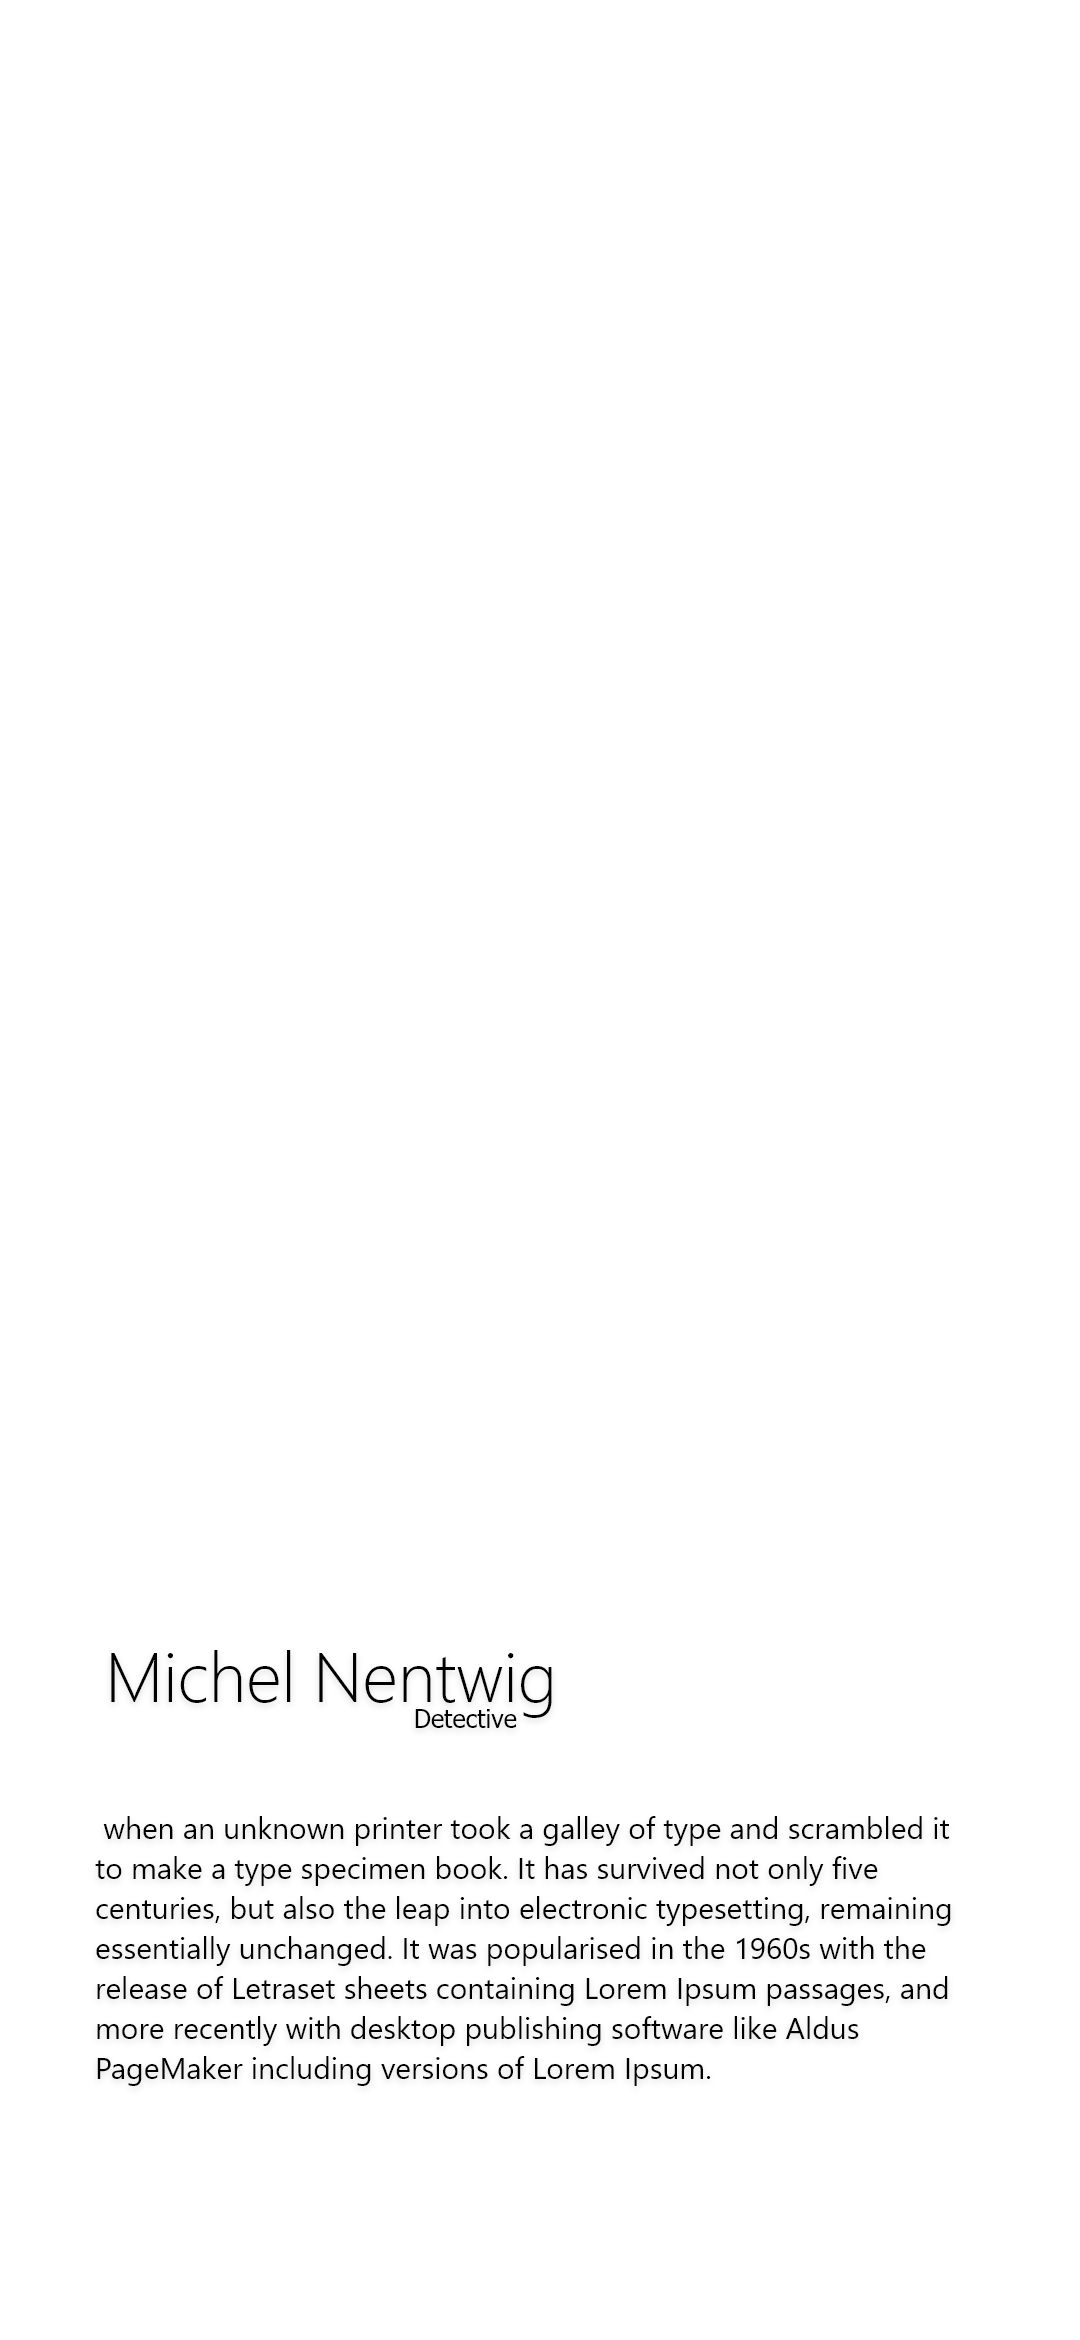 Michel Nentwig
Detective
when an unknown printer took a galley of type and scrambled it
to make a type specimen book. It has survived not only five
centuries, but also the leap into electronic typesetting, remaining
essentially unchanged. It was popularised in the 1960s with the
release of Letraset sheets containing Lorem Ipsum passages, and
more recently with desktop publishing software like Aldus
PageMaker including versions of Lorem Ipsum.